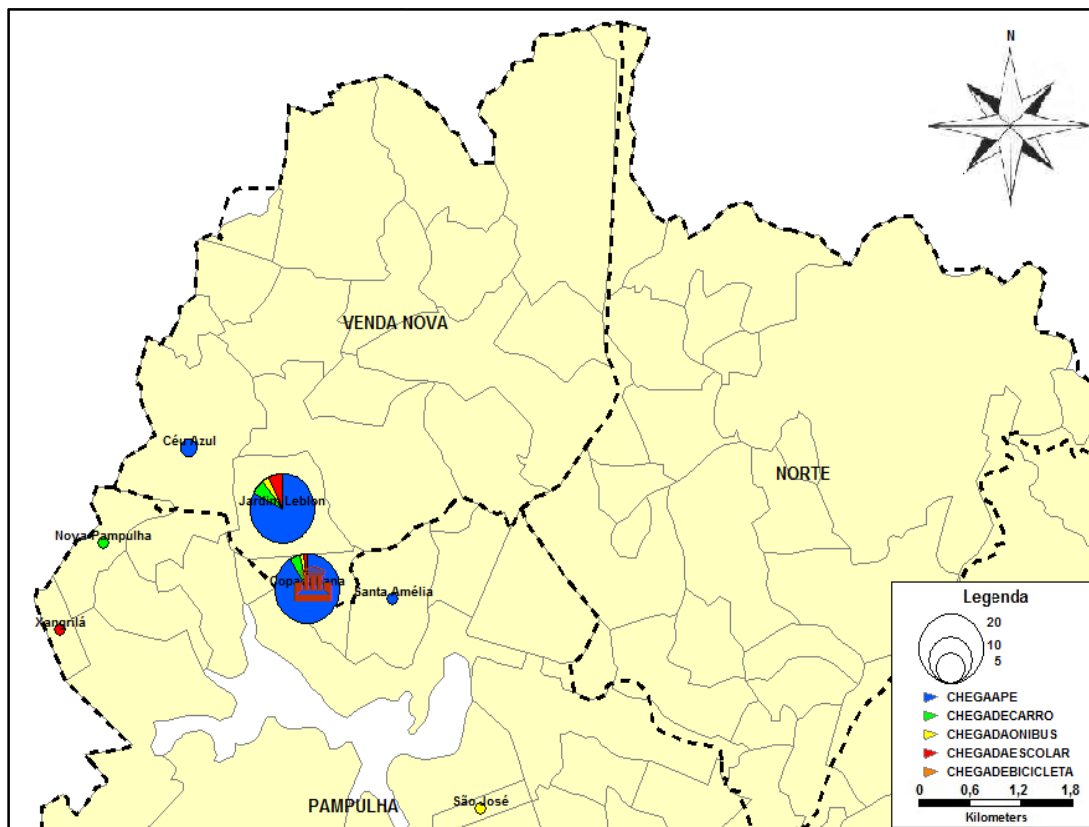 N
VENDA NOVA
Céu Azul
NORTE
Jardim Leblon
Nova Pampulha
Copacabana
Santa Amélia
Xangrilá
PAMPULHA
São José
Legenda
20
10
5
CHEGAAPE
CHEGADECARRO
CHEGADAONIBUS
CHEGADAESCOLAR
CHEGADEBICICLETA
0 0,6 1,2 1,8
Kilometers